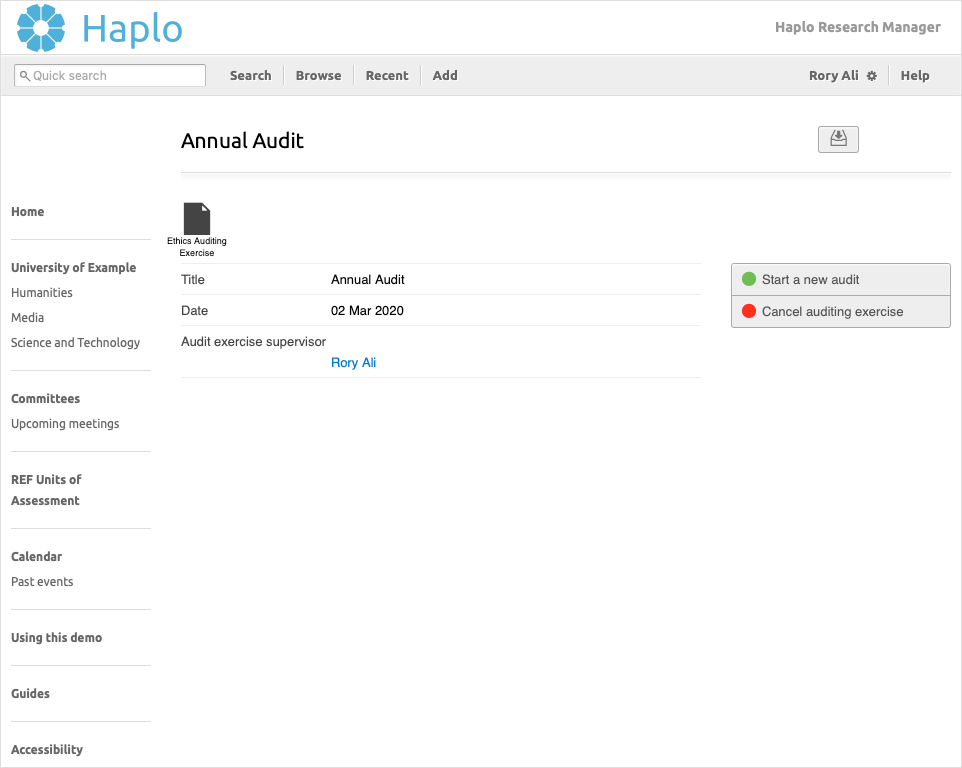 Haplo
Haplo Research Manager
Quick search
Search
Browse
Recent
Add
Rory Ali
Help
Annual Audit
Home
University of Example
Humanities
Media
Science and Technology
Committees
Upcoming meetings
REF Units of
Assessment
Calendar
Past events
Using this demo
Guides
Accessibility
Ethics Auditing
Exercise
Title Annual Audit
Date 02 Mar 2020
Audit exercise supervisor
Rory Ali
Start a new audit
Cancel auditing exercise